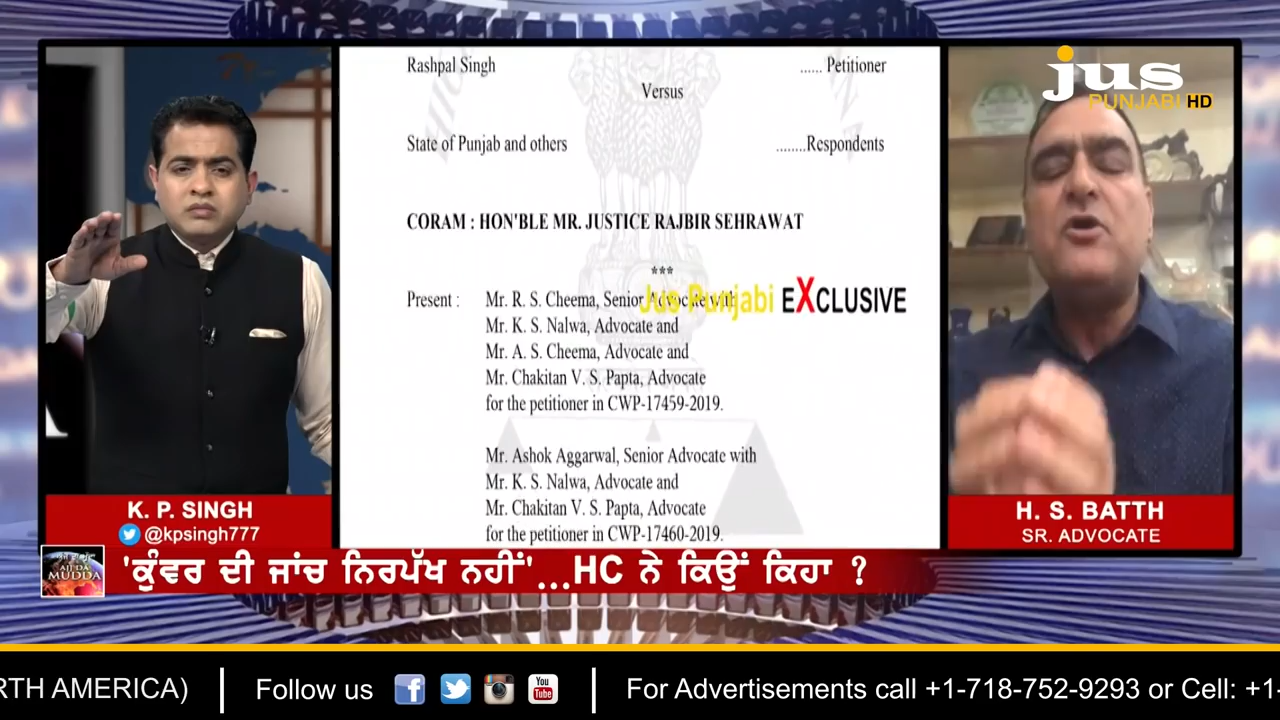 Rashpal Singh ...... Petitioner
Versus
State of Punjab and others ........Respondents
CORAM : HON'BLE MR. JUSTICE RAJBIR SEHRAWAT
***
Present : Mr. R. S. Cheema, Senior Advocate with
Jus Punjabi EXCLUSIVE
Mr. K. S. Nalwa, Advocate and
Mr. A. S. Cheema, Advocate and
Mr. Chakitan V. S. Papta, Advocate
for the petitioner in CWP-17459-2019.
Mr. Ashok Aggarwal, Senior Advocate with
Mr. K. S. Nalwa, Advocate and
Mr. Chakitan V. S. Papta, Advocate
for the petitioner in CWP-17460-2019.
jus
PUNJABI HD
K. P. SINGH
@kpsingh777
H. S. BATTH
SR. ADVOCATE
AJJ DA
MUDDA
'ਕੁੰਵਰ ਦੀ ਜਾਂਚ ਨਿਰਪੱਖ ਨਹੀਂ'...HC ਨੇ ਕਿਉਂ ਕਿਹਾ ?
RTH AMERICA) | Follow us You Tube | For Advertisements call +1-718-752-9293 or Cell: +1-